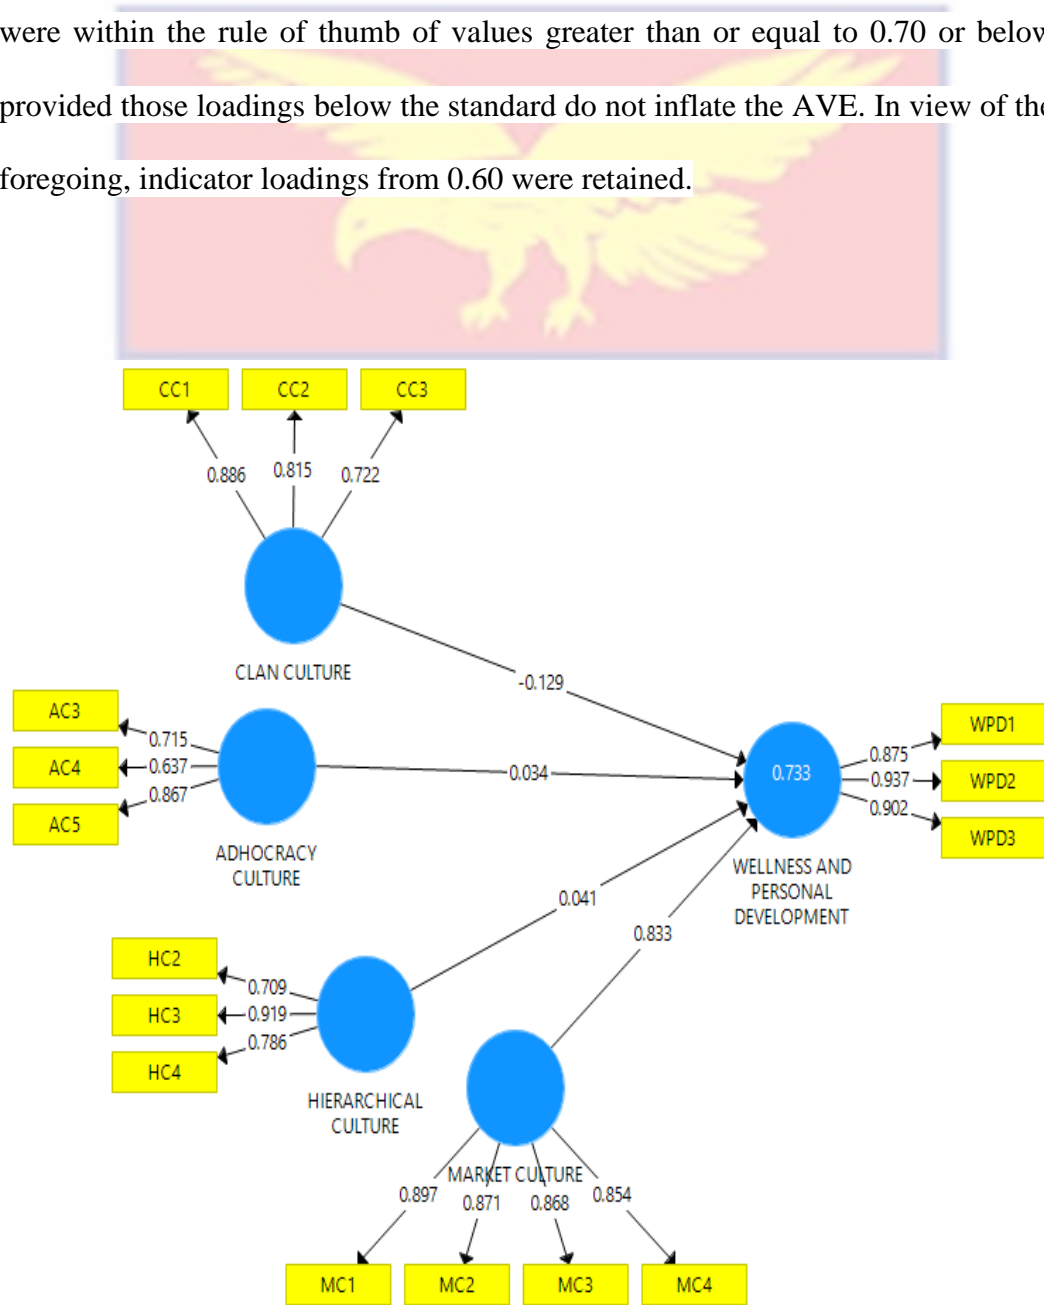 were within the rule of thumb of values greater than or equal to 0.70 or below
provided those loadings below the standard do not inflate the AVE. In view of the
foregoing, indicator loadings from 0.60 were retained.
CC1 CC2 CC3
0.886 0.815 0.722
CLAN CULTURE
-0.129
AC3
0.715
AC4
0.637
0.867
AC5
ADHOCRACY
CULTURE
0.034
0.733
WELLNESS AND
PERSONAL
DEVELOPMENT
0.875
WPD1
0.937
WPD2
0.902
WPD3
0.041
0.833
HC2
0.709
HC3
0.919
0.786
HC4
HIERARCHICAL
CULTURE
MARKET CULTURE
0.897 0.871 0.868 0.854
MC1 MC2 MC3 MC4